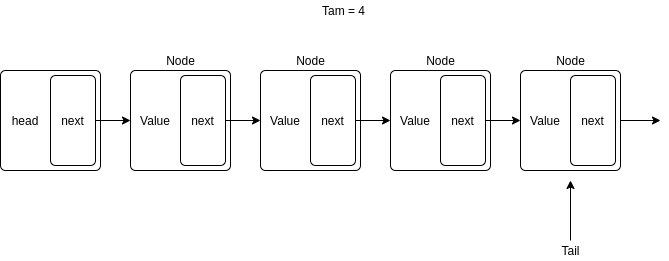 Tam = 4
Node
Node
Node
Node
head
next
Value
next
Value
next
Value
next
Value
next
Tail